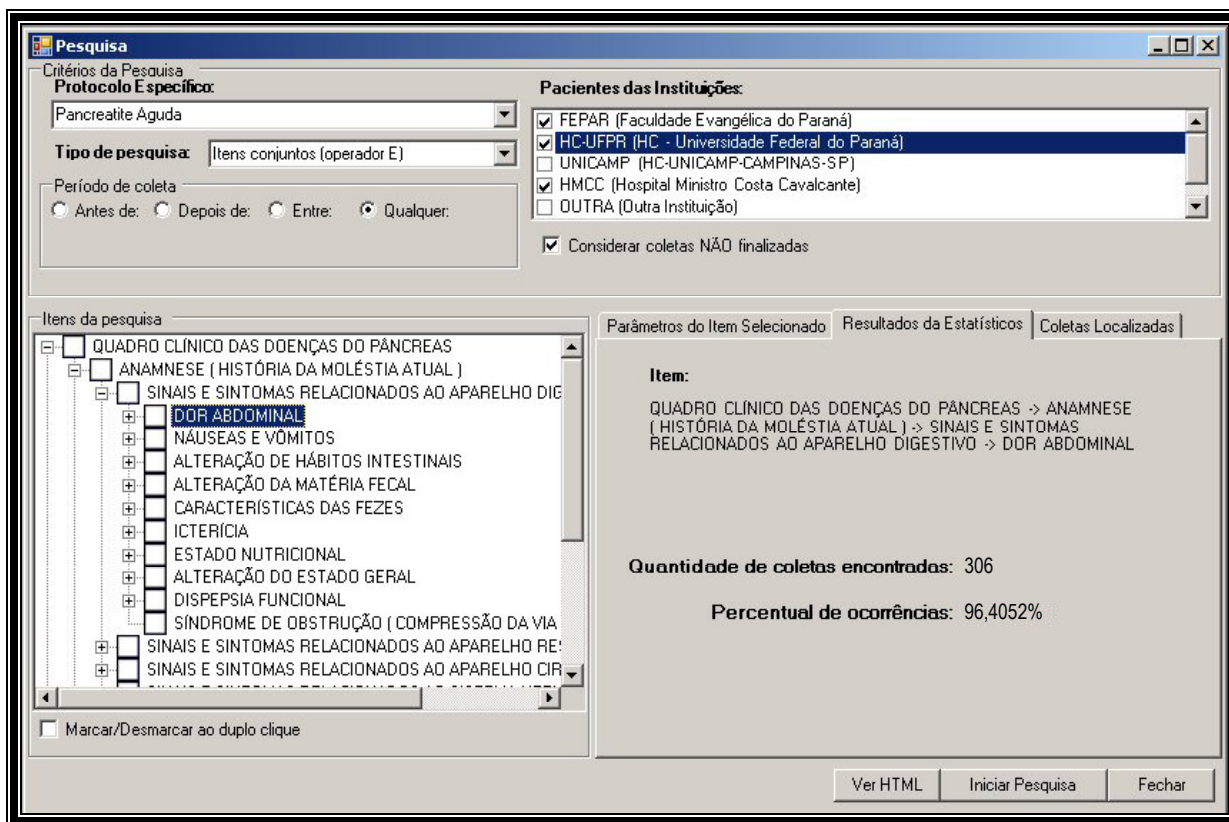 Pesquisa
Critérios da Pesquisa
Protocolo Específico:
Pancreatite Aguda
Tipo de pesquisa: Itens conjuntos (operador E)
Período de coleta
Antes de: Depois de: Entre: Qualquer:
Pacientes das Instituições:
FEPAR (Faculdade Evangélica do Paraná)
HC-UFPR (HC - Universidade Federal do Paraná)
UNICAMP (HC-UNICAMP-CAMPINAS-SP)
HMCC (Hospital Ministro Costa Cavalcante)
OUTRA (Outra Instituição)
Considerar coletas NÃO finalizadas
Itens da pesquisa
QUADRO CLÍNICO DAS DOENÇAS DO PÂNCREAS
ANAMNESE ( HISTÓRIA DA MOLÉSTIA ATUAL )
SINAIS E SINTOMAS RELACIONADOS AO APARELHO DIG
DOR ABDOMINAL
NÁUSEAS E VÔMITOS
ALTERAÇÃO DE HÁBITOS INTESTINAIS
ALTERAÇÃO DA MATÉRIA FECAL
CARACTERÍSTICAS DAS FEZES
ICTERÍCIA
ESTADO NUTRICIONAL
ALTERAÇÃO DO ESTADO GERAL
DISPEPSIA FUNCIONAL
SÍNDROME DE OBSTRUÇÃO ( COMPRESSÃO DA VIA
SINAIS E SINTOMAS RELACIONADOS AO APARELHO RE
SINAIS E SINTOMAS RELACIONADOS AO APARELHO CIR
Marcar/Desmarcar ao duplo clique
Parâmetros do Item Selecionado Resultados da Estatísticos Coletas Localizadas
Item:
QUADRO CLÍNICO DAS DOENÇAS DO PÂNCREAS -> ANAMNESE
( HISTÓRIA DA MOLÉSTIA ATUAL ) -> SINAIS E SINTOMAS
RELACIONADOS AO APARELHO DIGESTIVO -> DOR ABDOMINAL
Quantidade de coletas encontradas: 306
Percentual de ocorrências: 96,4052%
Ver HTML Iniciar Pesquisa Fechar